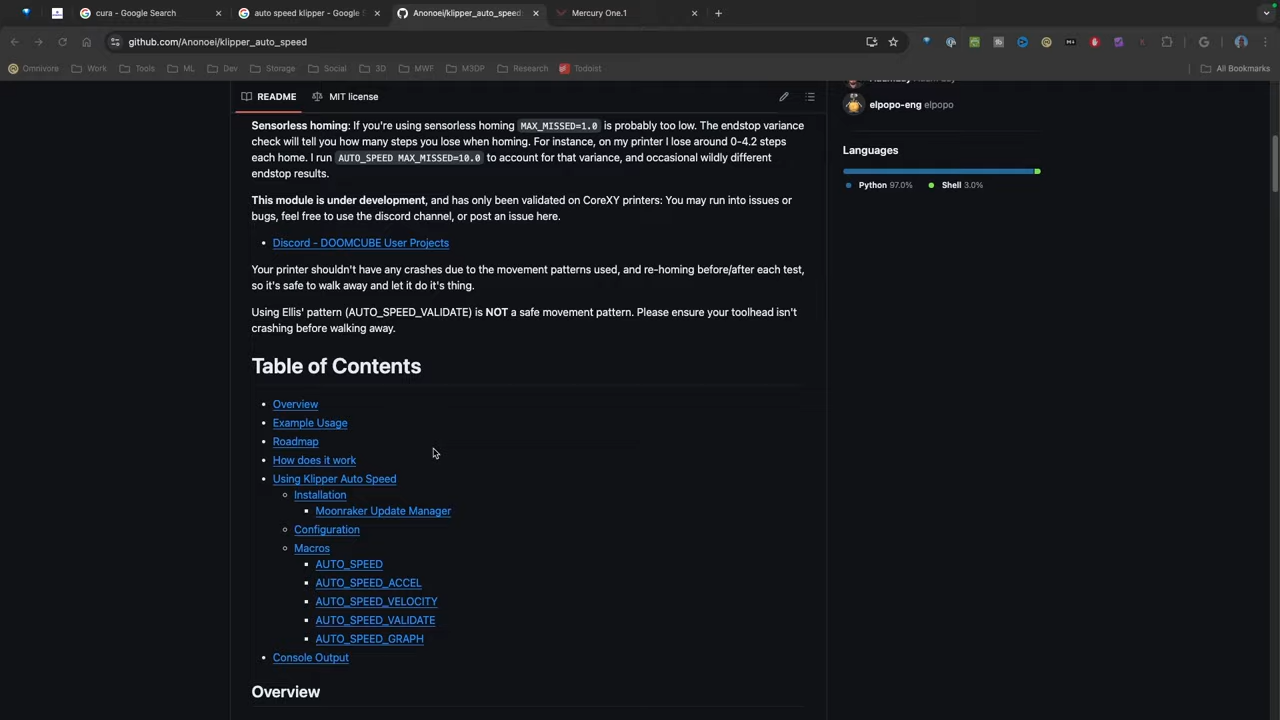 cura - Google Search
auto speed klipper - Google S
Anonoei/klipper_auto_speed:
Mercury One.1
github.com/Anonoei/klipper_auto_speed
Omnivore
Work
Tools
ML
Dev
Storage
Social
3D
MWF
M3DP
Research
Todoist
All Bookmarks
README
MIT license
elpopo-eng elpopo
Languages
Python 97.0%
Shell 3.0%
Sensorless homing: If you're using sensorless homing MAX_MISSED=1.0 is probably too low. The endstop variance
check will tell you how many steps you lose when homing. For instance, on my printer I lose around 0-4.2 steps
each home. I run AUTO_SPEED MAX_MISSED=10.0 to account for that variance, and occasional wildly different
endstop results.
This module is under development, and has only been validated on CoreXY printers: You may run into issues or
bugs, feel free to use the discord channel, or post an issue here.
• Discord - DOOMCUBE User Projects
Your printer shouldn't have any crashes due to the movement patterns used, and re-homing before/after each test,
so it's safe to walk away and let it do it's thing.
Using Ellis' pattern (AUTO_SPEED_VALIDATE) is NOT a safe movement pattern. Please ensure your toolhead isn't
crashing before walking away.
Table of Contents
• Overview
• Example Usage
• Roadmap
• How does it work
• Using Klipper Auto Speed
Installation
Moonraker Update Manager
Configuration
Macros
AUTO_SPEED
AUTO_SPEED_ACCEL
AUTO_SPEED_VELOCITY
AUTO_SPEED_VALIDATE
AUTO_SPEED_GRAPH
• Console Output
Overview